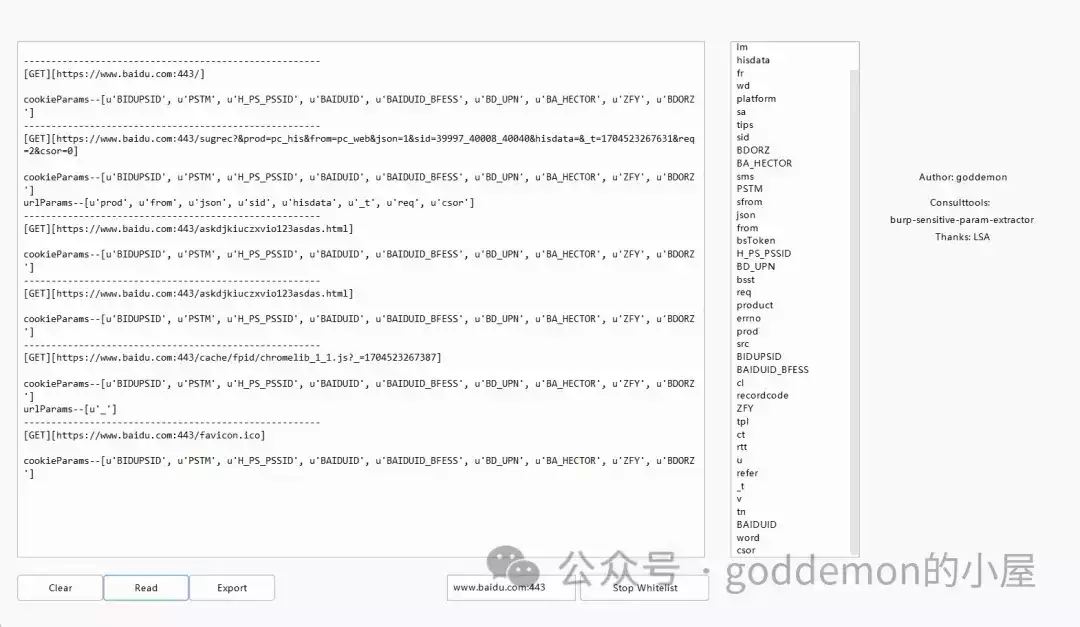 --------------------------------------------------
[GET][https://www.baidu.com:443/]
cookieParams--[u'BIDUPSID', u'PSTM', u'H_PS_PSSID', u'BAIDUID', u'BAIDUID_BFESS', u'BD_UPN', u'BA_HECTOR', u'ZFY', u'BDORZ
']
--------------------------------------------------
[GET][https://www.baidu.com:443/sugrec?&prod=pc_his&from=pc_web&json=1&sid=39997_40008_40040&hisdata=&_t=1704523267631&req
=2&csor=0]
cookieParams--[u'BIDUPSID', u'PSTM', u'H_PS_PSSID', u'BAIDUID', u'BAIDUID_BFESS', u'BD_UPN', u'BA_HECTOR', u'ZFY', u'BDORZ
']
urlParams--[u'prod', u'from', u'json', u'sid', u'hisdata', u'_t', u'req', u'csor']
--------------------------------------------------
[GET][https://www.baidu.com:443/askdjkiuczxvio123asdas.html]
cookieParams--[u'BIDUPSID', u'PSTM', u'H_PS_PSSID', u'BAIDUID', u'BAIDUID_BFESS', u'BD_UPN', u'BA_HECTOR', u'ZFY', u'BDORZ
']
--------------------------------------------------
[GET][https://www.baidu.com:443/askdjkiuczxvio123asdas.html]
cookieParams--[u'BIDUPSID', u'PSTM', u'H_PS_PSSID', u'BAIDUID', u'BAIDUID_BFESS', u'BD_UPN', u'BA_HECTOR', u'ZFY', u'BDORZ
']
--------------------------------------------------
[GET][https://www.baidu.com:443/cache/fpid/chromelib_1_1.js?_=1704523267387]
cookieParams--[u'BIDUPSID', u'PSTM', u'H_PS_PSSID', u'BAIDUID', u'BAIDUID_BFESS', u'BD_UPN', u'BA_HECTOR', u'ZFY', u'BDORZ
']
urlParams--[u'_']
--------------------------------------------------
[GET][https://www.baidu.com:443/favicon.ico]
cookieParams--[u'BIDUPSID', u'PSTM', u'H_PS_PSSID', u'BAIDUID', u'BAIDUID_BFESS', u'BD_UPN', u'BA_HECTOR', u'ZFY', u'BDORZ
']
lm
hisdata
fr
wd
platform
sa
tips
sid
BDORZ
BA_HECTOR
sms
PSTM
sfrom
json
from
bsToken
H_PS_PSSID
BD_UPN
bsst
req
product
errno
prod
src
BIDUPSID
BAIDUID_BFESS
cl
recordcode
ZFY
tpl
ct
rtt
u
refer
_t
v
tn
BAIDUID
word
csor
Author: goddemon
Consulttools:
burp-sensitive-param-extractor
Thanks: LSA
Clear
Read
Export
www.baidu.com:443
Stop Whitelist
公众号 · goddemon的小屋